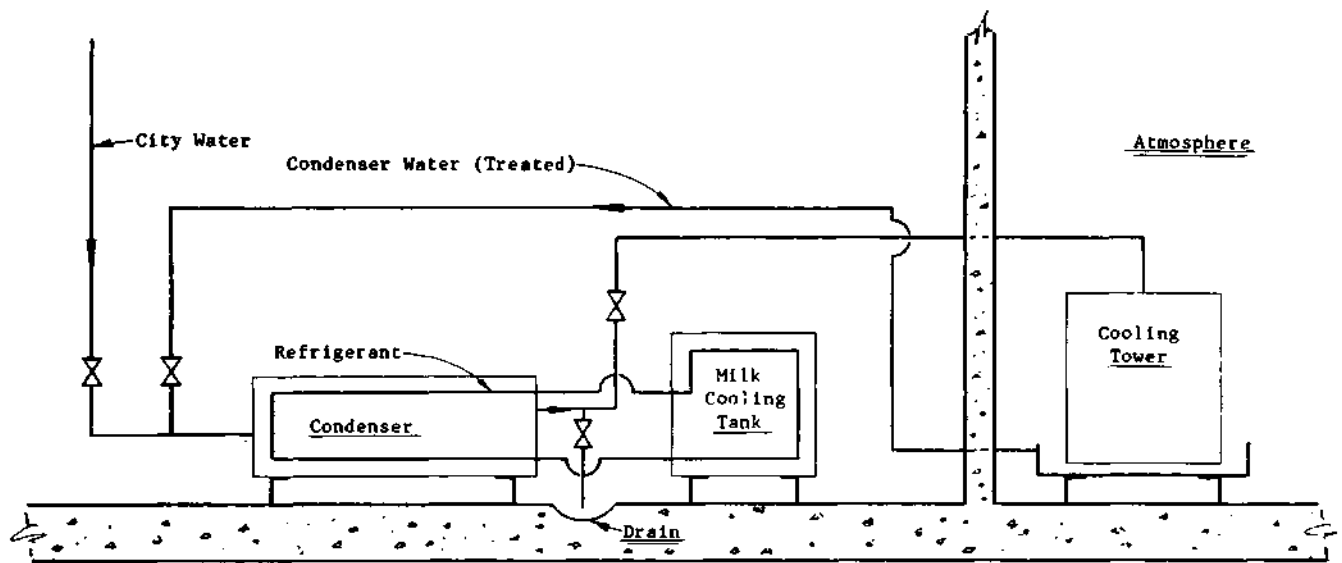 City Water
Condenser Water (Treated)
Atmosphere
Refrigerant
Condenser
Milk
Cooling
Tank
Cooling
Tower
Drain